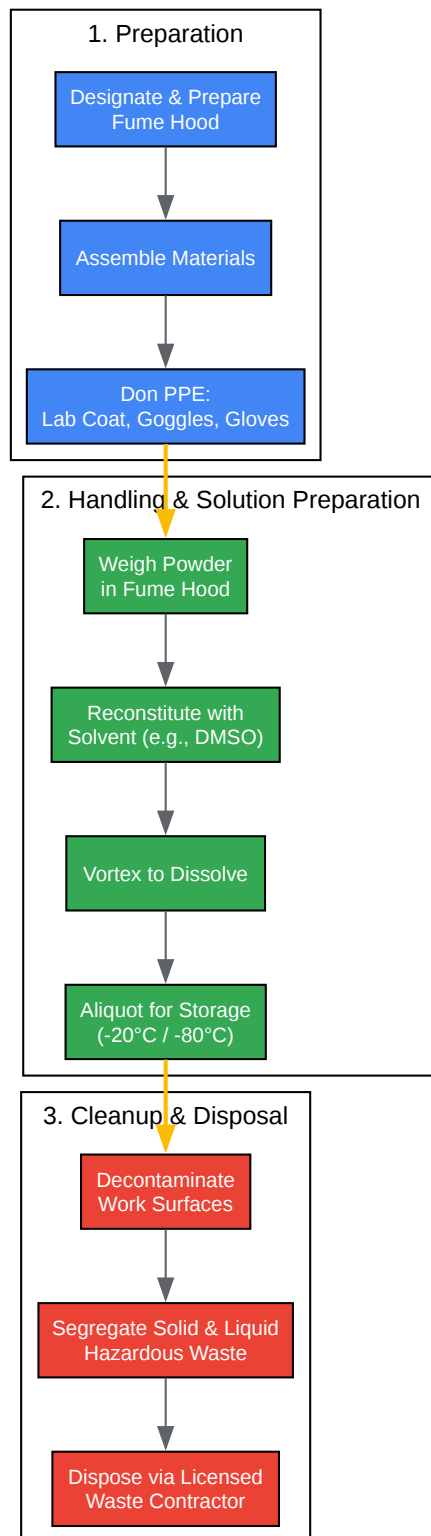 1. Preparation
Designate & Prepare
Fume Hood
Assemble Materials
Don PPE:
Lab Coat, Goggles, Gloves
2. Handling & Solution Preparation
Weigh Powder
in Fume Hood
Reconstitute with
Solvent (e.g., DMSO)
Vortex to Dissolve
Aliquot for Storage
(-20°C / -80°C)
3. Cleanup & Disposal
Decontaminate
Work Surfaces
Segregate Solid & Liquid
Hazardous Waste
Dispose via Licensed
Waste Contractor